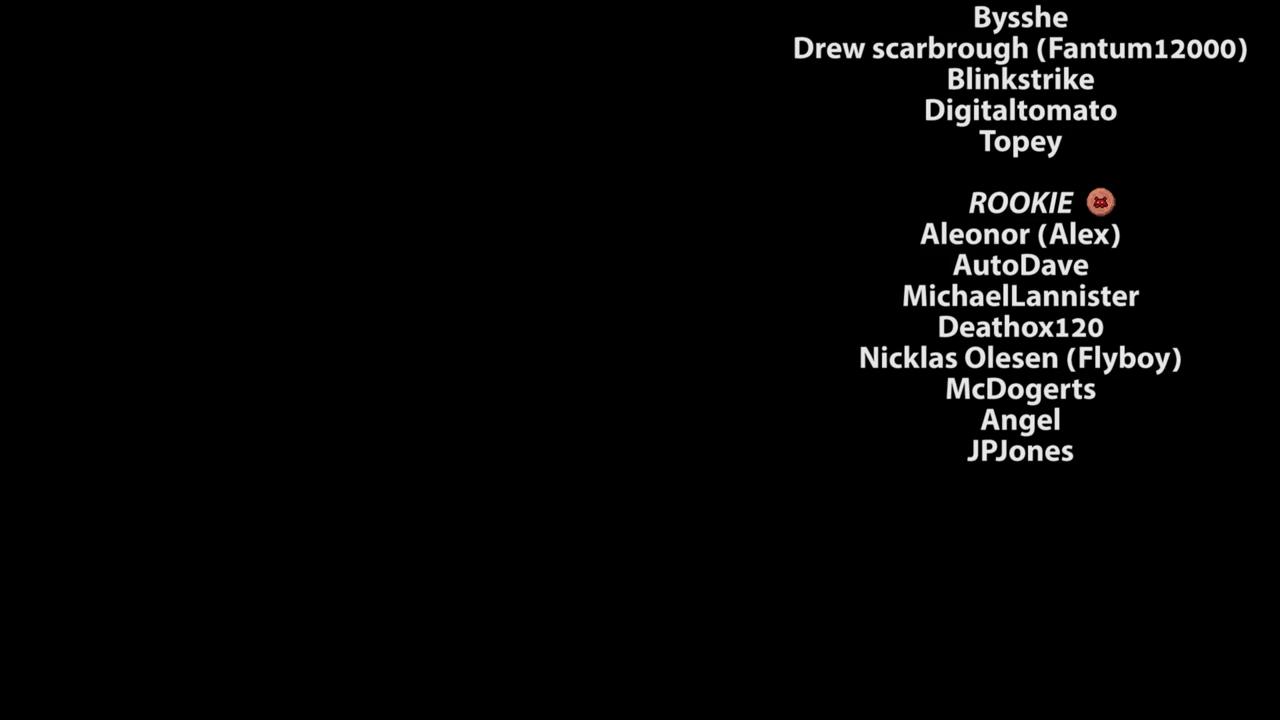 Bysshe
Drew scarbrough (Fantum12000)
Blinkstrike
Digitaltomato
Topey
ROOKIE
Aleonor (Alex)
AutoDave
MichaelLannister
Deathox120
Nicklas Olesen (Flyboy)
McDogerts
Angel
JPJones